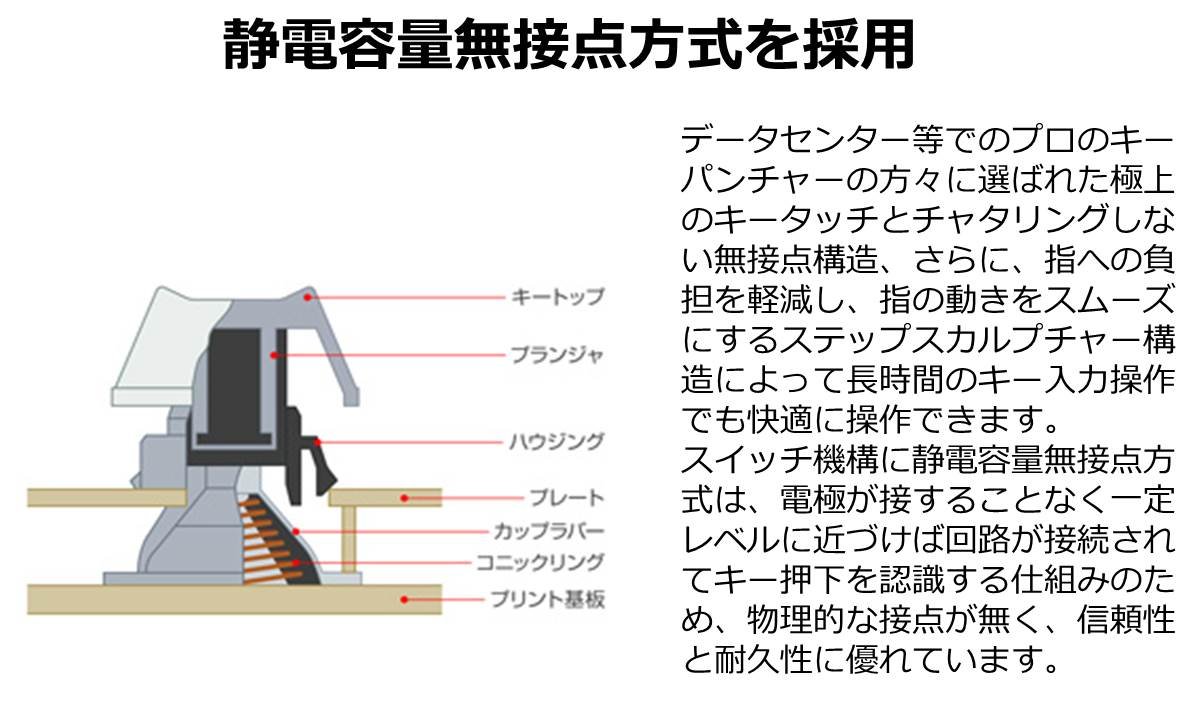 静電容量無接点方式を採用
データセンター等でのプロのキー
パンチャーの方々に選ばれた極上
のキータッチとチャタリングしな
い無接点構造、さらに、指への負
担を軽減し、指の動きをスムーズ
にするステップスカルプチャー構
造によって長時間のキー入力操作
でも快適に操作できます。
スイッチ機構に静電容量無接点方
式は、電極が接することなく一定
レベルに近づけば回路が接続され
てキー押下を認識する仕組みのた
め、物理的な接点が無く、信頼性
と耐久性に優れています。
キートップ
プランジャ
ハウジング
プレート
カップラバー
コニックリング
プリント基板